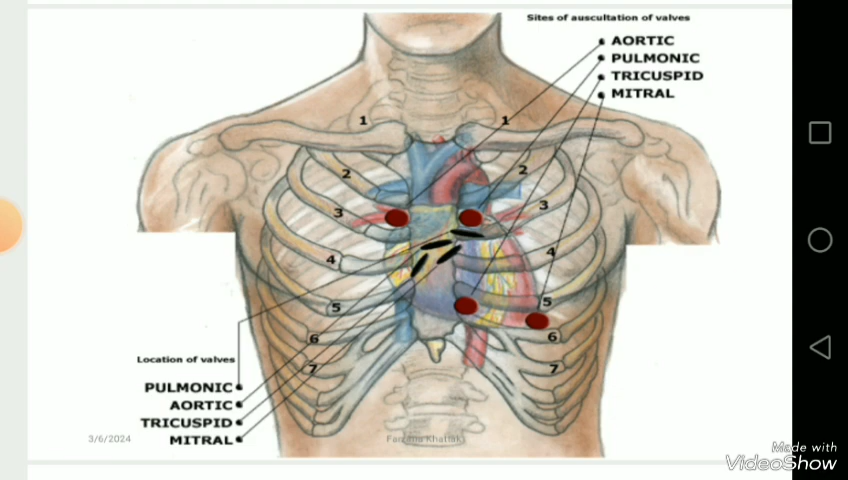 Sites of auscultation of valves
AORTIC
PULMONIC
TRICUSPID
MITRAL
1 1
2 2
3 3
4 4
5 5
6 6
7 7
Location of valves
PULMONIC
AORTIC
TRICUSPID
MITRAL
3/6/2024
Khattak
Made with
VideoShow